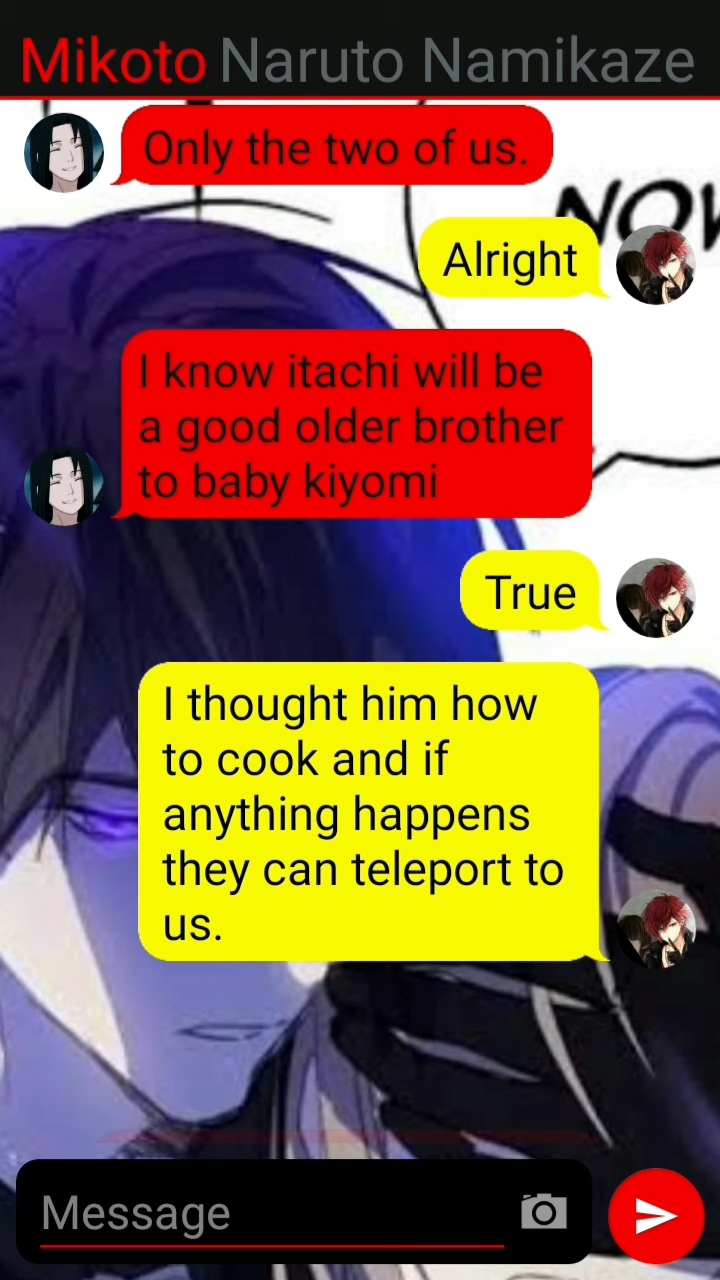 Mikoto Naruto Namikaze
Only the two of us.
Alright
I know itachi will be
a good older brother
to baby kiyomi
True
I thought him how
to cook and if
anything happens
they can teleport to
us.
Message